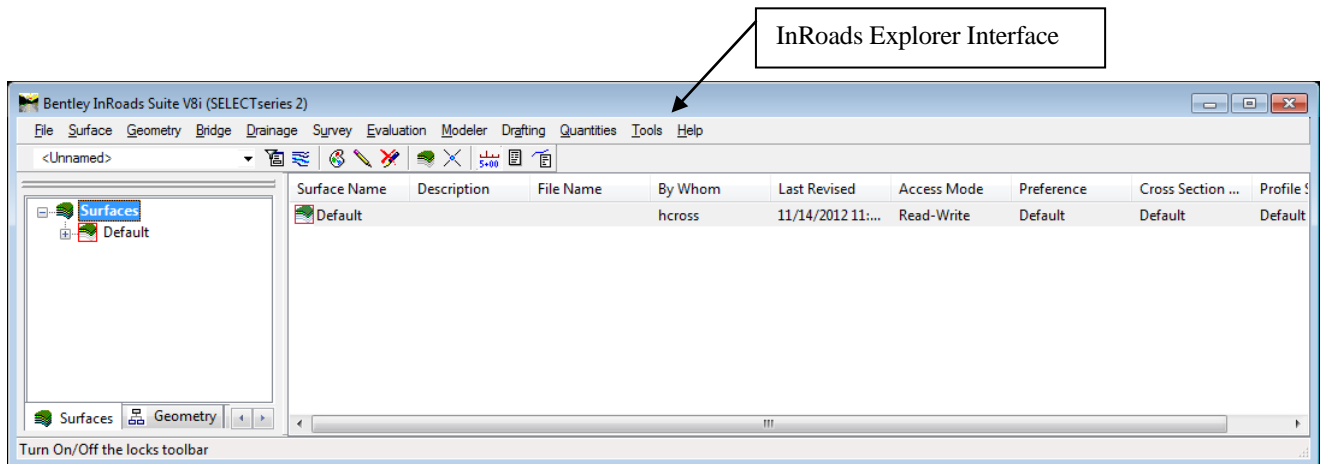 InRoads Explorer Interface
Bentley InRoads Suite V8i (SELECTseries 2)
File Surface Geometry Bridge Drainage Survey Evaluation Modeler Drafting Quantities Tools Help
<Unnamed> 5+00
Surface Name Description File Name By Whom Last Revised Access Mode Preference Cross Section ... Profile S
Surfaces
Default hcross 11/14/2012 11:... Read-Write Default Default Default
Default
Surfaces Geometry
Turn On/Off the locks toolbar